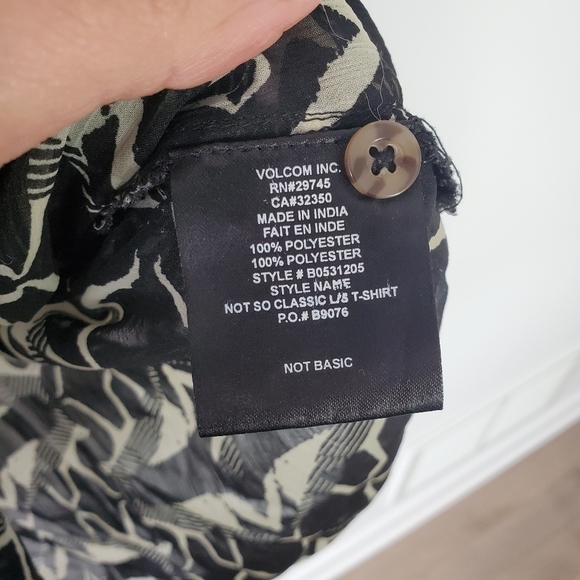 VOLCOM INC.
RN#29745
CA#32350
MADE IN INDIA
FAIT EN INDE
100% POLYESTER
100% POLYESTER
STYLE # B0531205
STYLE NAME
NOT SO CLASSIC L/S T-SHIRT
P.O.# B9076
NOT BASIC